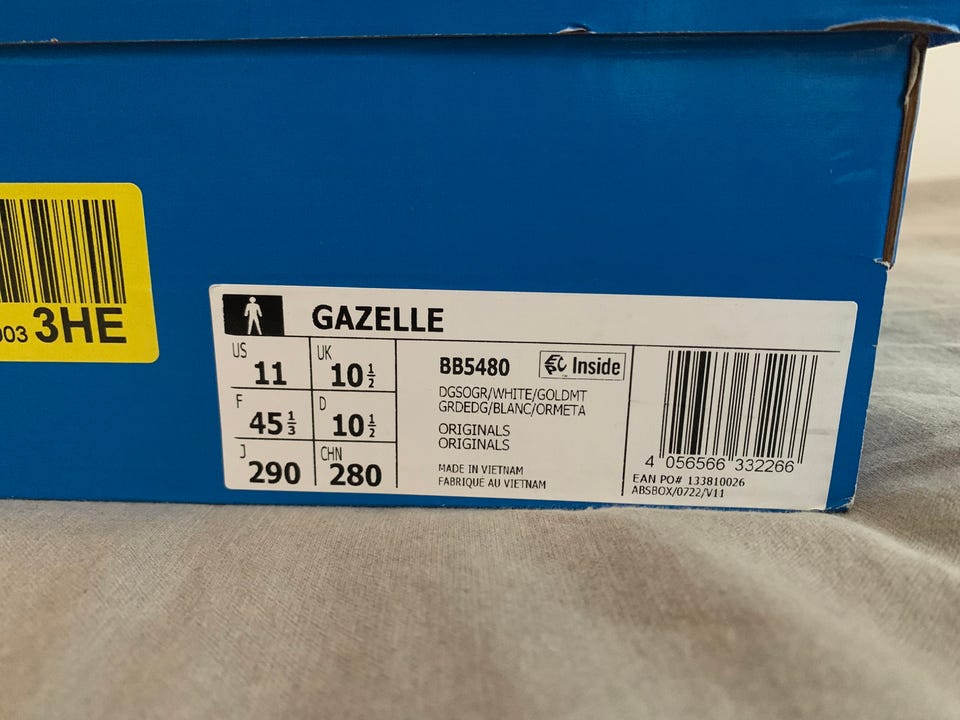 003 3HE
GAZELLE
US 11 UK 10½
F 45⅓ D 10½
J 290 CHN 280
BB5480 Inside
DGSOGR/WHITE/GOLDMT
GRDEDG/BLANC/ORMETA
ORIGINALS
ORIGINALS
MADE IN VIETNAM
FABRIQUÉ AU VIETNAM
4 056566 332266
EAN PO# 133810026
ABSBOX/0722/V11